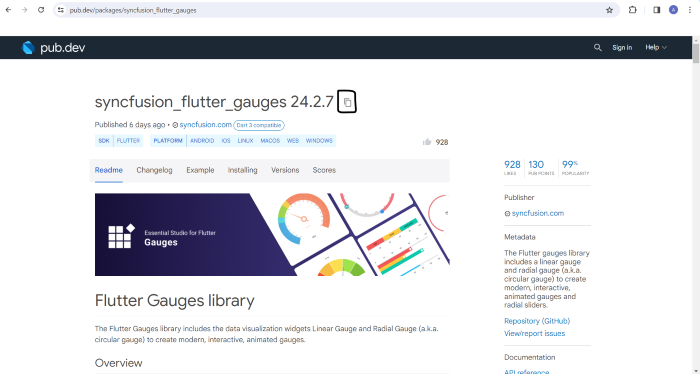 pub.dev/packages/syncfusion_flutter_gauges
A
pub.dev
Sign in
Help
syncfusion_flutter_gauges 24.2.7
Published 6 days ago • syncfusion.com Dart 3 compatible
SDK FLUTTER PLATFORM ANDROID IOS LINUX MACOS WEB WINDOWS
928
Readme Changelog Example Installing Versions Scores
Essential Studio for Flutter
Gauges
Flutter Gauges library
The Flutter Gauges library includes the data visualization widgets Linear Gauge and Radial Gauge (a.k.a.
circular gauge) to create modern, interactive, animated gauges.
Overview
928 130 99%
LIKES PUB POINTS POPULARITY
Publisher
syncfusion.com
Metadata
The Flutter gauges library
includes a linear gauge
and radial gauge (a.k.a.
circular gauge) to create
modern, interactive,
animated gauges and
radial sliders.
Repository (GitHub)
View/report issues
Documentation
API reference